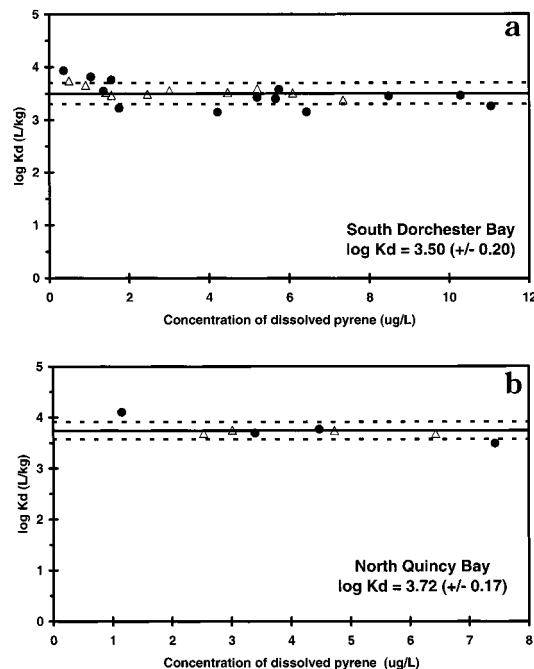 a
5
4
3
2
1
0
log Kd (L/kg)
South Dorchester Bay
log Kd = 3.50 (+/- 0.20)
0 2 4 6 8 10 12
Concentration of dissolved pyrene (ug/L)
b
5
4
3
2
1
0
log Kd (L/kg)
North Quincy Bay
log Kd = 3.72 (+/- 0.17)
0 1 2 3 4 5 6 7 8
Concentration of dissolved pyrene (ug/L)